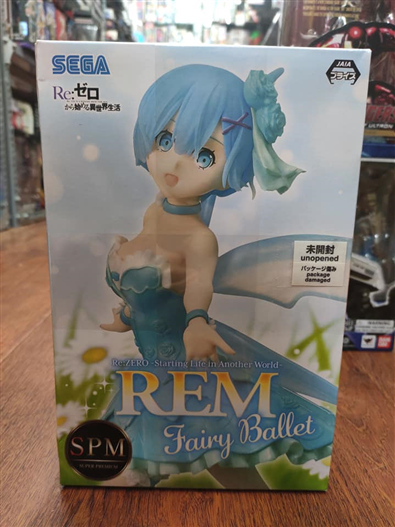 SEGA
JAIA
プライズ
Re:ゼロ
から始める異世界生活
未開封
unopened
パッケージ傷み
package
damaged
Re:ZERO -Starting Life in Another World-
REM
Fairy Ballet
SPM
SUPER PREMIUM
BANDAI